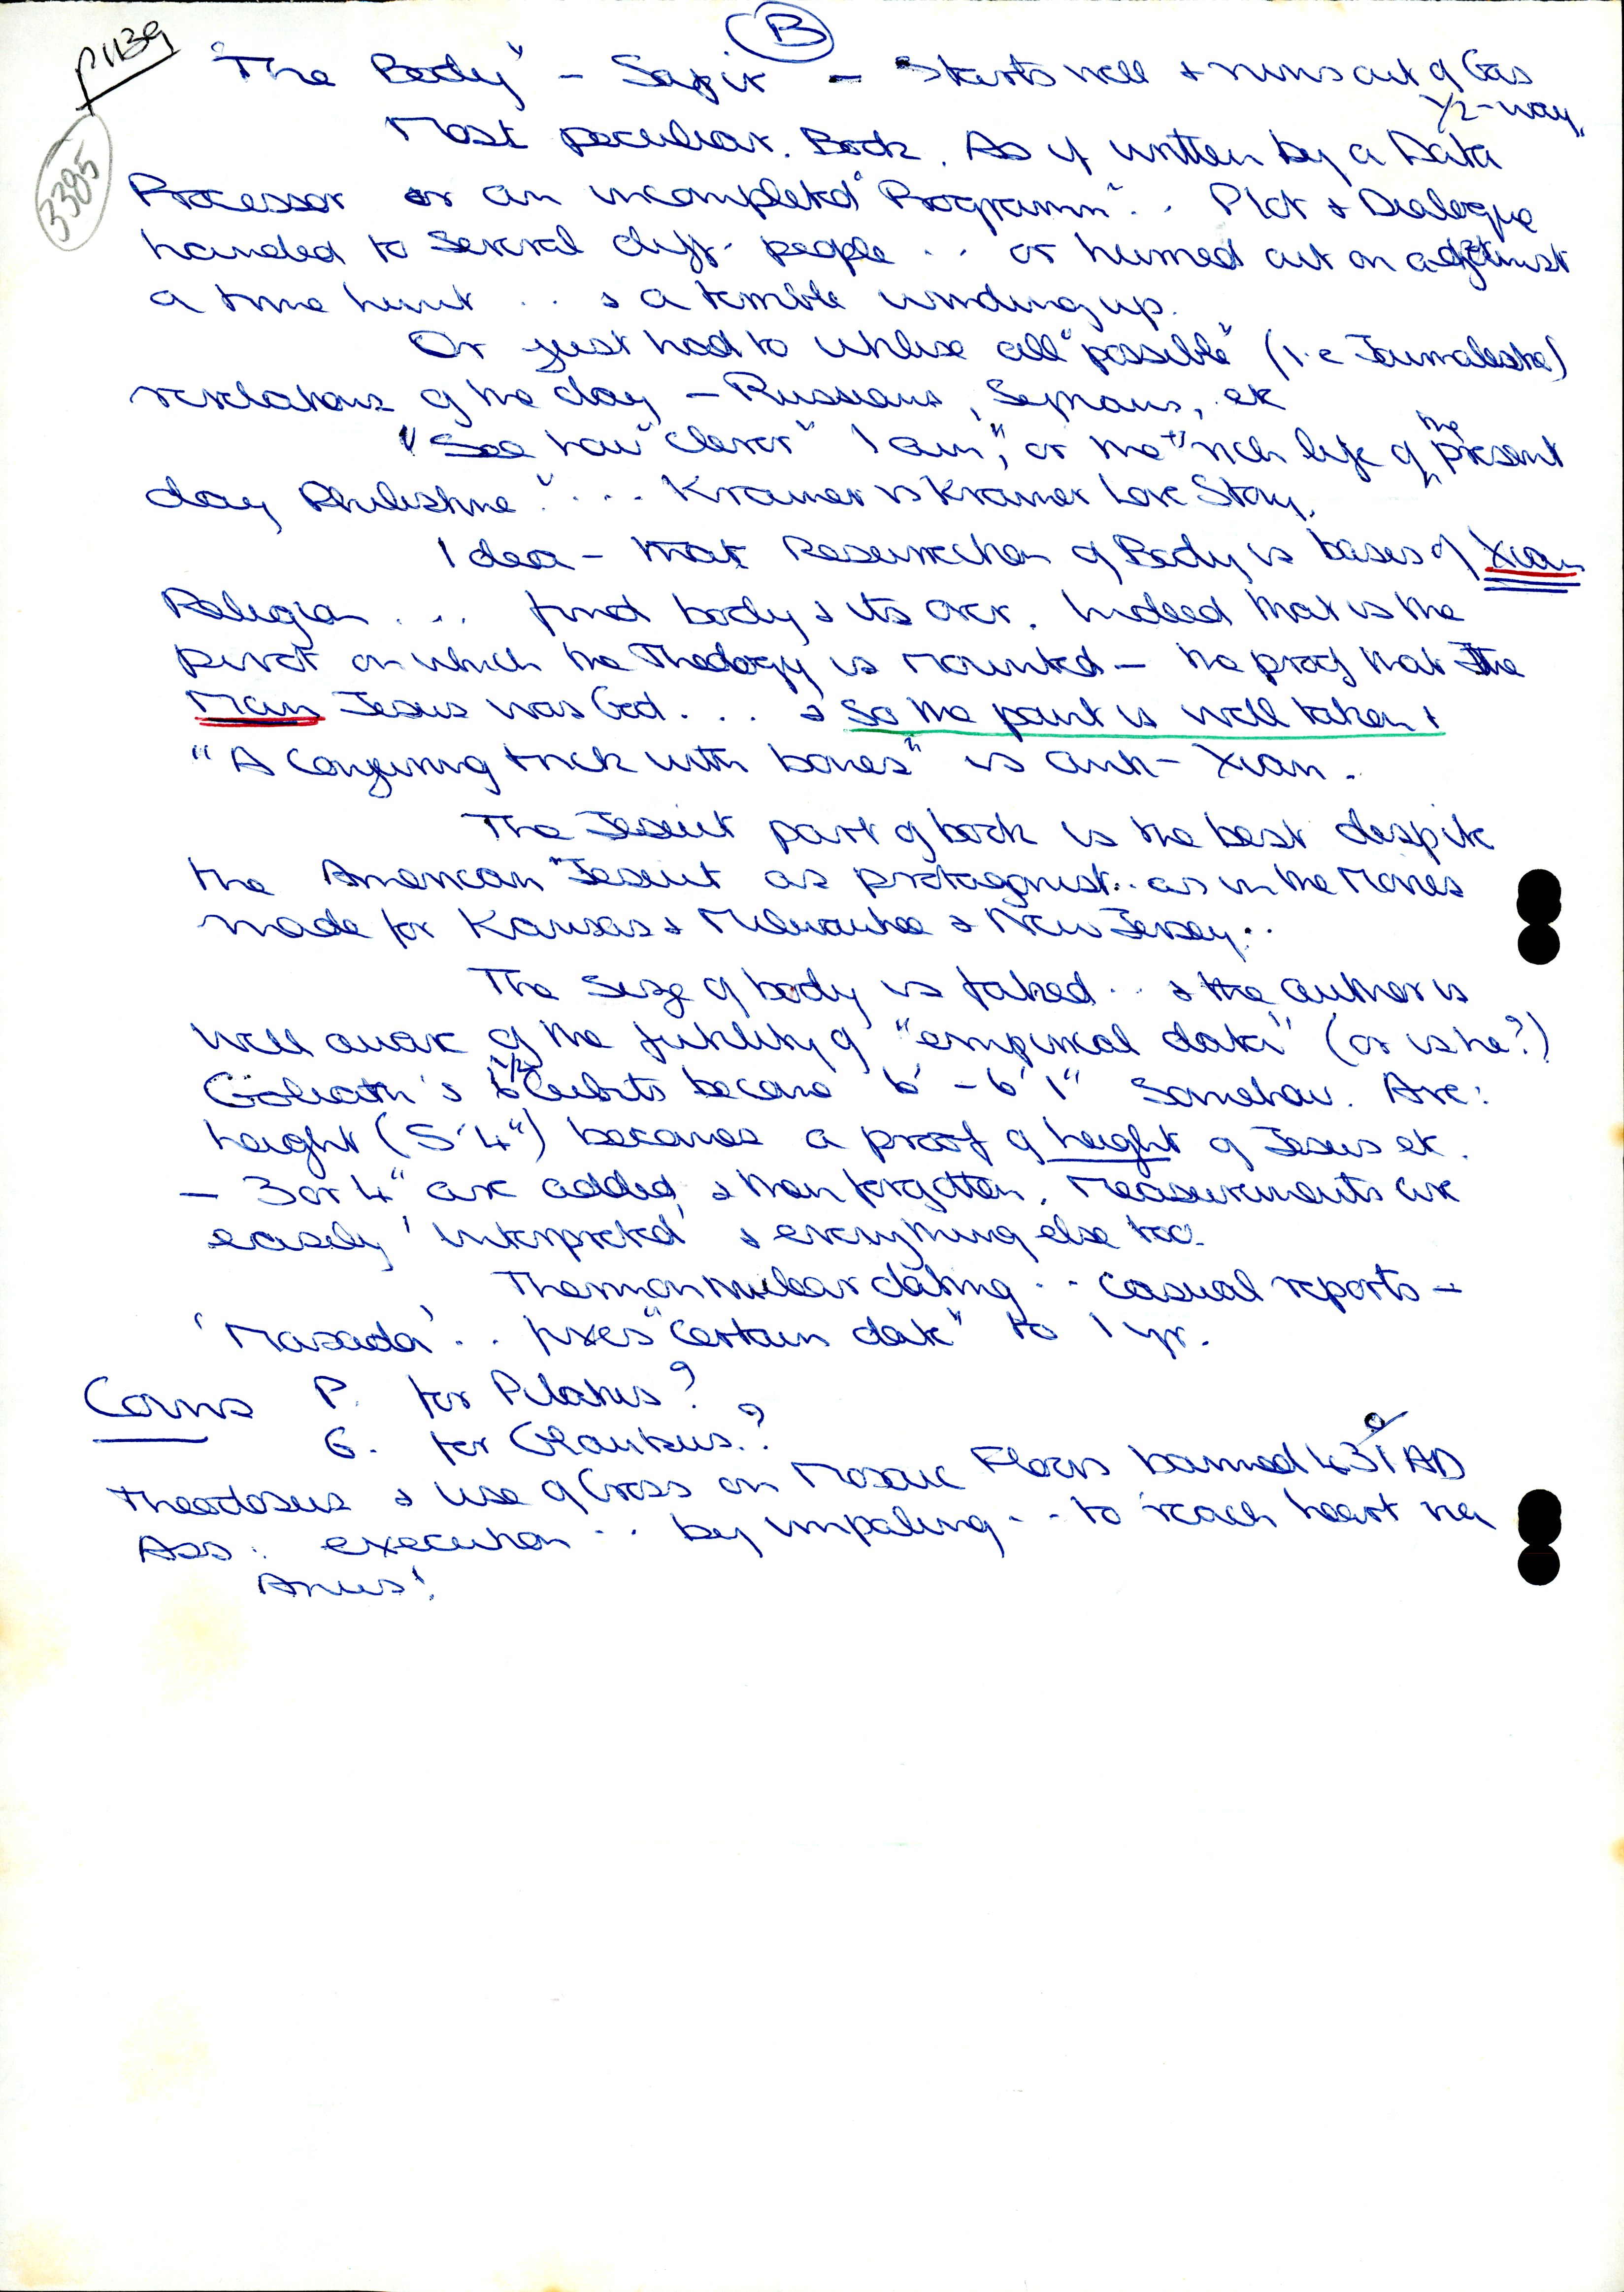 B
P1139
3385
"The Body" - Sapir - Starts well & runs out of Gas
1/2-way.
Most peculiar. Book. As if written by a Data
Processor or an incompleted "Programm".. Plot & Dialogue
handed to several diff. people .. or hurried out on against
a time limit .. & a terrible winding up.
Or just had to utilise all "possible" (i.e Journalistic)
revelations of the day - Russians, Syrians, etc
"See how "clever" I am", or the "rich life of the present
day Philistine" ... Kramer vs Kramer Love Story.
Idea - that Resurrection of Body is basis of Xian
Religion ... find body & its over. Indeed that is the
pivot on which the Theology is mounted - the proof that the
Man Jesus was God ... & so the point is well taken &
"A conjuring trick with bones" is anti-Xian.
The Jesuit part of book is the best despite
the American "Jesuit as protagonist.. as in the Movies
made for Kansas & Milwaukee & New Jersey..
The size of body is faked .. & the author is
well aware of the futility of "empirical data" (or is he?)
Goliath's 6 1/2 Cubits become 6' - 6'1" somehow. Ave:
height (5'4") becomes a proof of height of Jesus etc.
- 3 or 4" are added, & then forgotten. Measurements are
easily 'interpreted' & everything else too.
Thermonnuclear dating .. casual reports -
'Masada' .. fixes "certain date" to 1 yr.
Coins P. for Pilatus?
G. for Glaukus.?
Theodosius & use of Cross on Mosaic Floors banned 431 AD
Ass: execution .. by impaling .. to reach heart via
Anus!